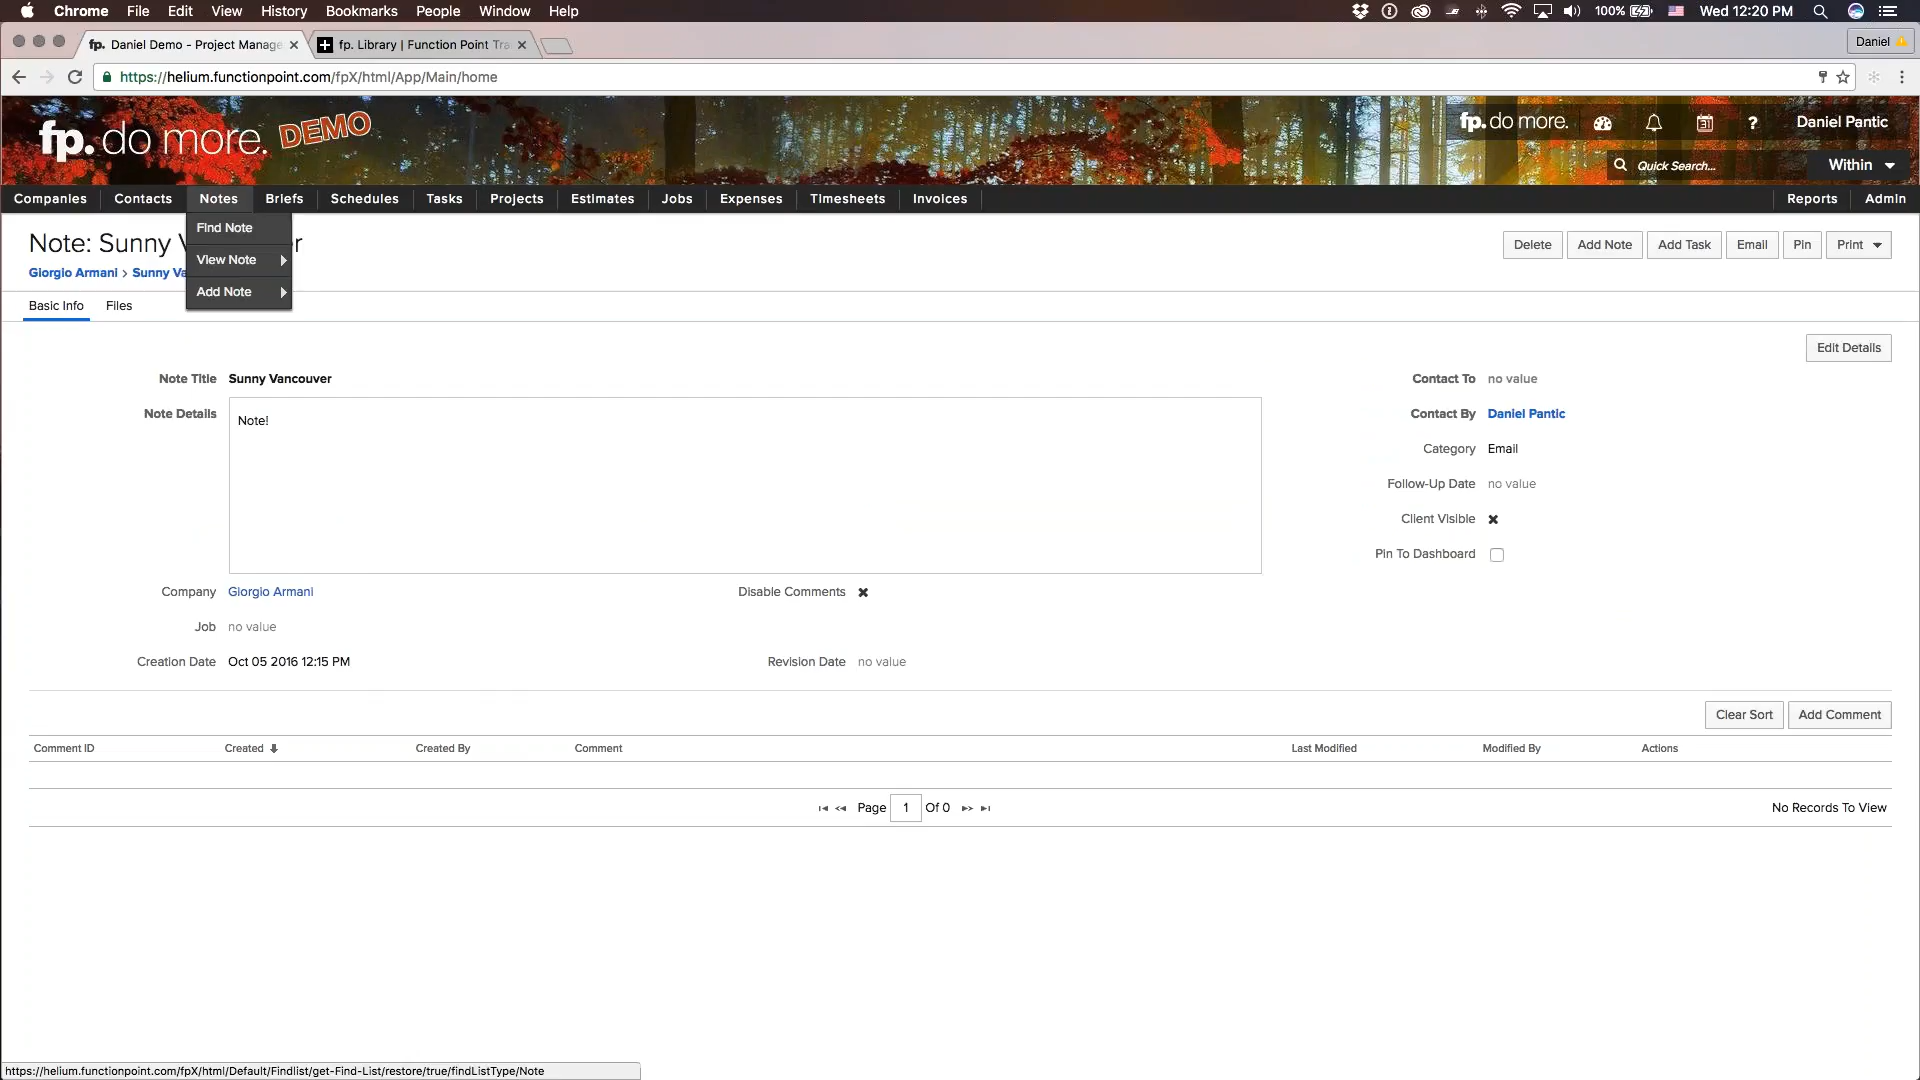 Chrome File Edit View History Bookmarks People Window Help 100% Wed 12:20 PM
fp. Daniel Demo - Project Manage fp. Library | Function Point Tra Daniel
https://helium.functionpoint.com/fpX/html/App/Main/home
fp. do more. DEMO fp. do more. 31 ? Daniel Pantic
Quick Search... Within
Companies Contacts Notes Briefs Schedules Tasks Projects Estimates Jobs Expenses Timesheets Invoices Reports Admin
Find Note
View Note
Add Note
Note: Sunny V r
Delete Add Note Add Task Email Pin Print
Giorgio Armani > Sunny Va
Basic Info Files
Edit Details
Note Title Sunny Vancouver Contact To no value
Note Details Note! Contact By Daniel Pantic
Category Email
Follow-Up Date no value
Client Visible
Pin To Dashboard
Company Giorgio Armani Disable Comments
Job no value
Creation Date Oct 05 2016 12:15 PM Revision Date no value
Clear Sort Add Comment
Comment ID Created Created By Comment Last Modified Modified By Actions
Page 1 Of 0 No Records To View
https://helium.functionpoint.com/fpX/html/Default/Findlist/get-Find-List/restore/true/findListType/Note